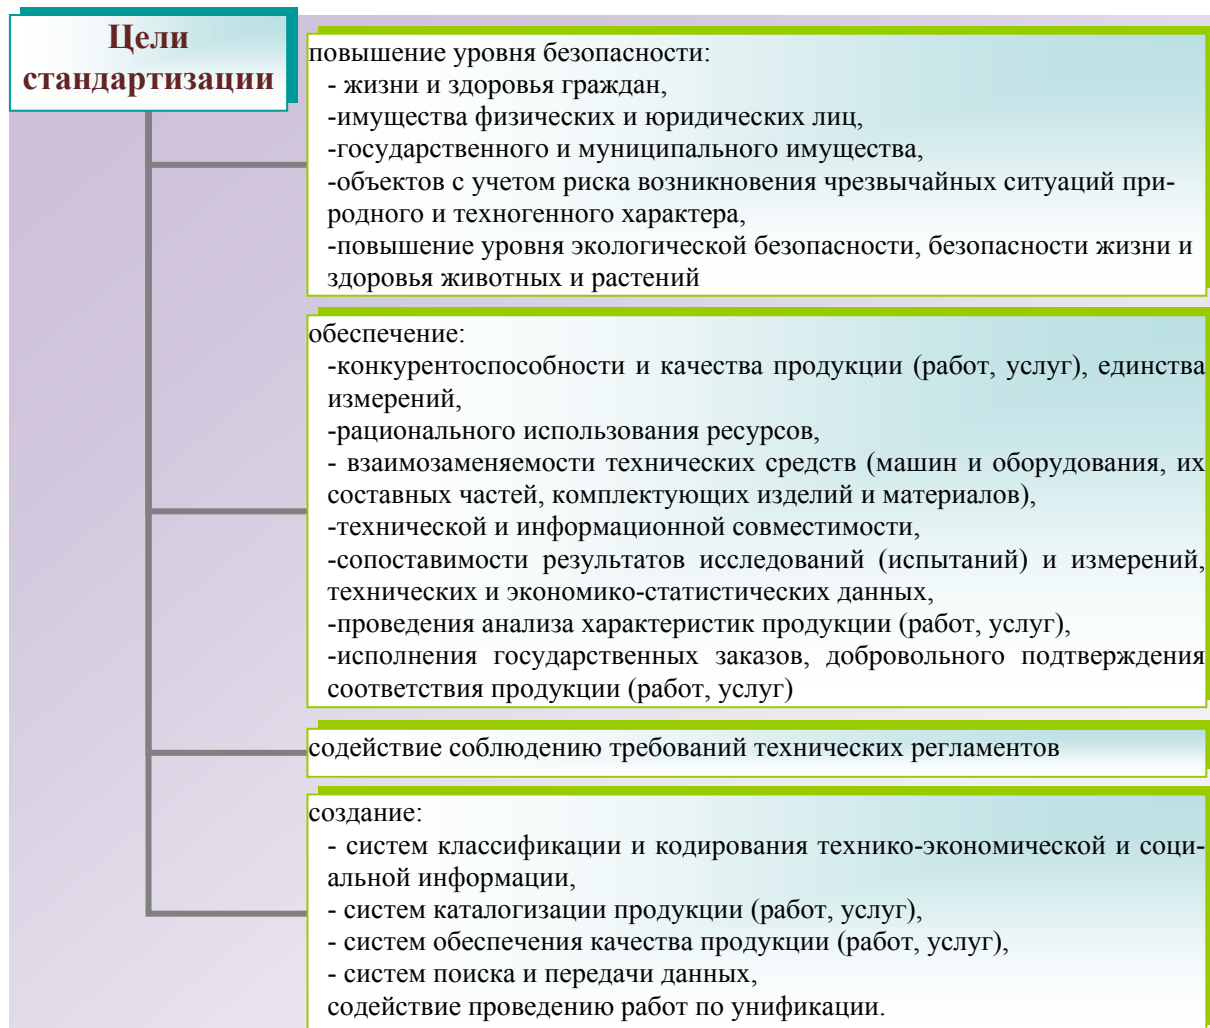 Цели
стандартизации
повышение уровня безопасности:
- жизни и здоровья граждан,
-имущества физических и юридических лиц,
-государственного и муниципального имущества,
-объектов с учетом риска возникновения чрезвычайных ситуаций при-
родного и техногенного характера,
-повышение уровня экологической безопасности, безопасности жизни и
здоровья животных и растений
обеспечение:
-конкурентоспособности и качества продукции (работ, услуг), единства
измерений,
-рационального использования ресурсов,
- взаимозаменяемости технических средств (машин и оборудования, их
составных частей, комплектующих изделий и материалов),
-технической и информационной совместимости,
-сопоставимости результатов исследований (испытаний) и измерений,
технических и экономико-статистических данных,
-проведения анализа характеристик продукции (работ, услуг),
-исполнения государственных заказов, добровольного подтверждения
соответствия продукции (работ, услуг)
содействие соблюдению требований технических регламентов
создание:
- систем классификации и кодирования технико-экономической и соци-
альной информации,
- систем каталогизации продукции (работ, услуг),
- систем обеспечения качества продукции (работ, услуг),
- систем поиска и передачи данных,
содействие проведению работ по унификации.